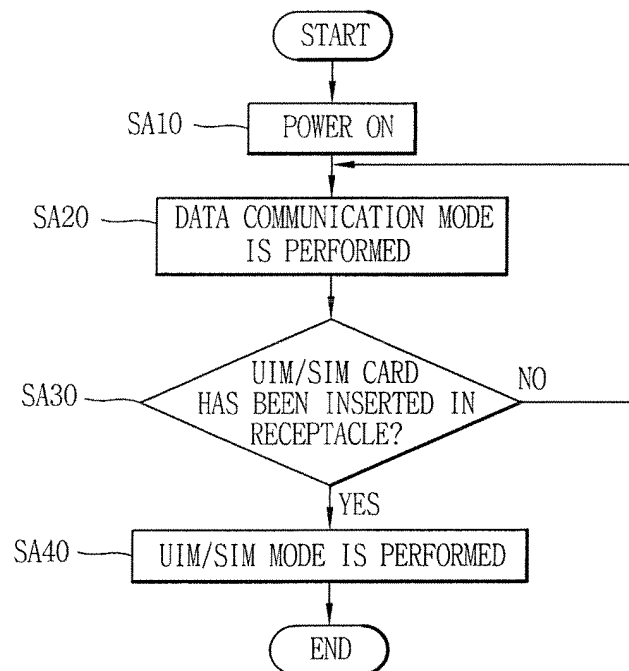 START
SA10
POWER ON
SA20
DATA COMMUNICATION MODE
IS PERFORMED
UIM/SIM CARD
HAS BEEN INSERTED IN
RECEPTACLE?
SA30
NO
YES
SA40
UIM/SIM MODE IS PERFORMED
END